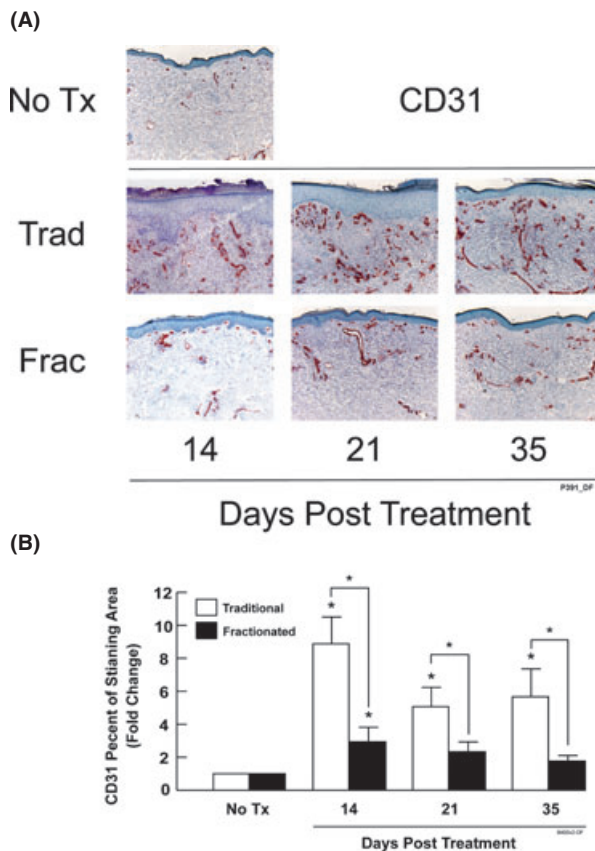 (A)
No Tx
CD31
Trad
Frac
14 21 35
P391_DF
Days Post Treatment
(B)
CD31 Pecent of Stianing Area
(Fold Change)
12
10
8
6
4
2
0
Traditional
Fractionated
*
*
*
*
*
*
*
No Tx 14 21 35
Days Post Treatment